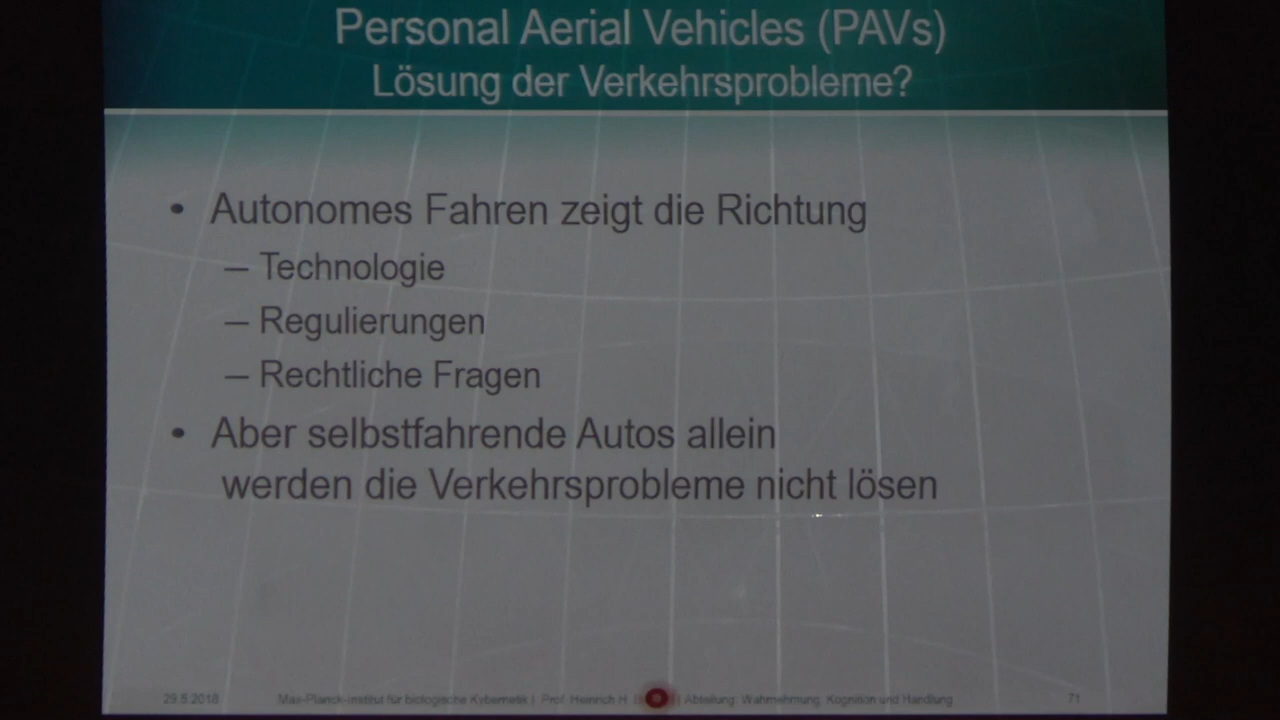 Personal Aerial Vehicles (PAVs)
Lösung der Verkehrsprobleme?
• Autonomes Fahren zeigt die Richtung
– Technologie
– Regulierungen
– Rechtliche Fragen
• Aber selbstfahrende Autos allein
werden die Verkehrsprobleme nicht lösen
29.5.2018 Max-Planck-Institut für biologische Kybernetik | Prof. Heinrich H. | Abteilung: Wahrnehmung, Kognition und Handlung 71